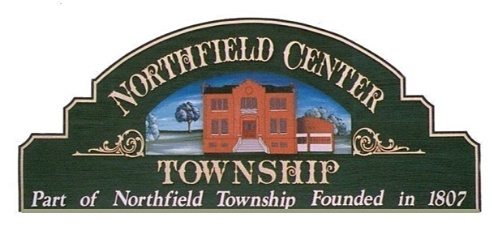 NORTHFIELD CENTER
TOWNSHIP
Part of Northfield Township Founded in 1807